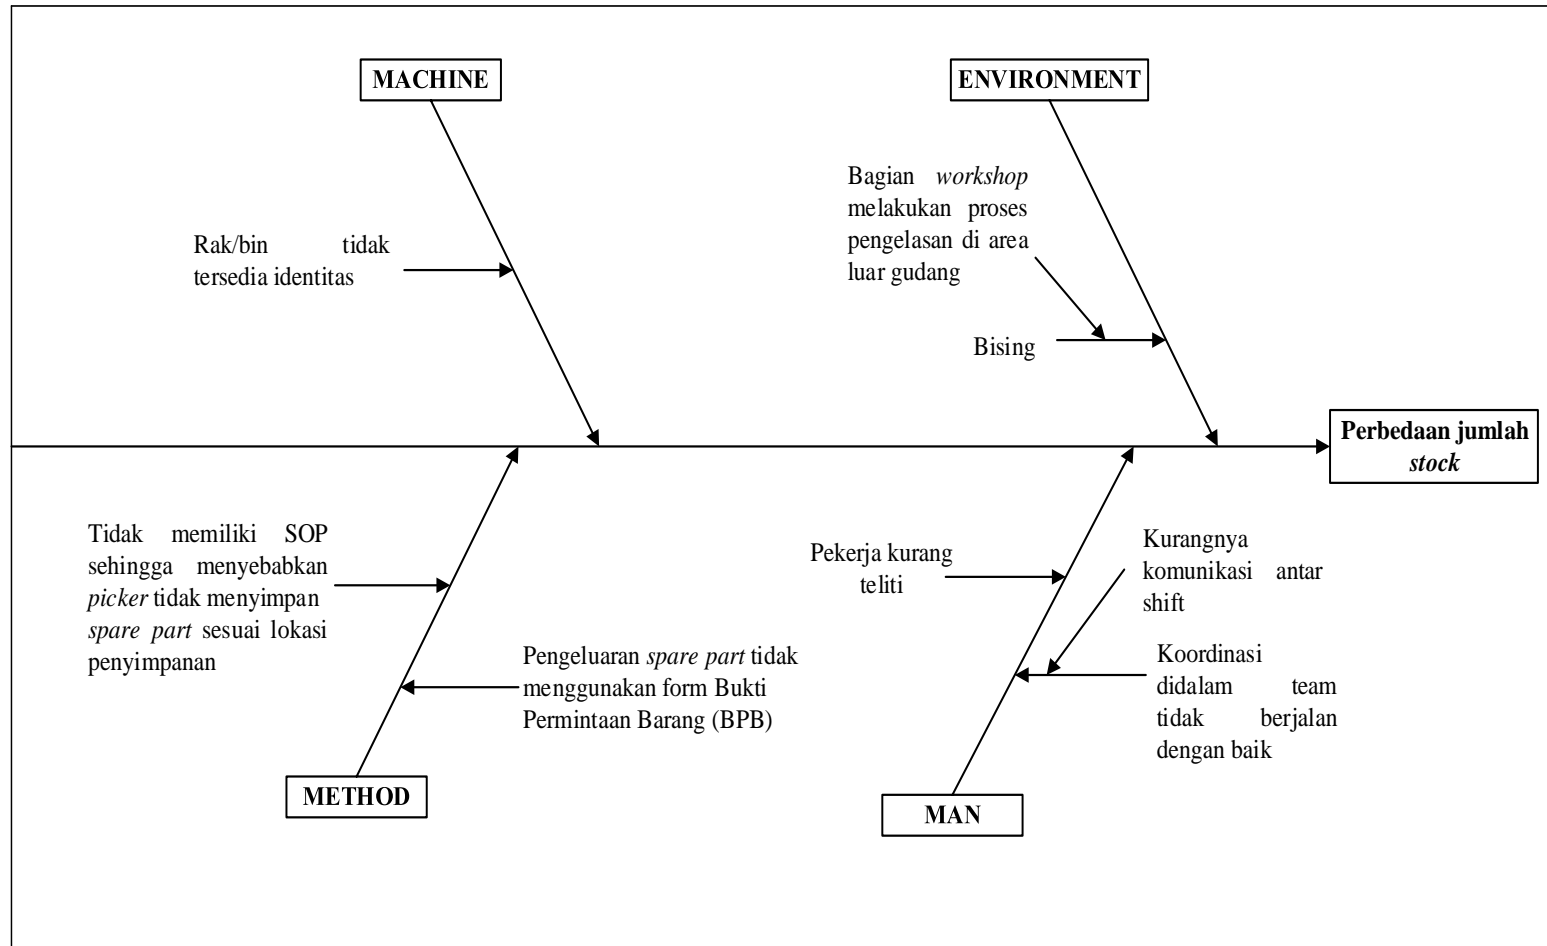 MACHINE
ENVIRONMENT
Bagian workshop
melakukan proses
pengelasan di area
luar gudang
Rak/bin tidak
tersedia identitas
Bising
Perbedaan jumlah
stock
Tidak memiliki SOP
sehingga menyebabkan
picker tidak menyimpan
spare part sesuai lokasi
penyimpanan
Pekerja kurang
teliti
Kurangnya
komunikasi antar
shift
Pengeluaran spare part tidak
menggunakan form Bukti
Permintaan Barang (BPB)
Koordinasi
didalam team
tidak berjalan
dengan baik
METHOD
MAN